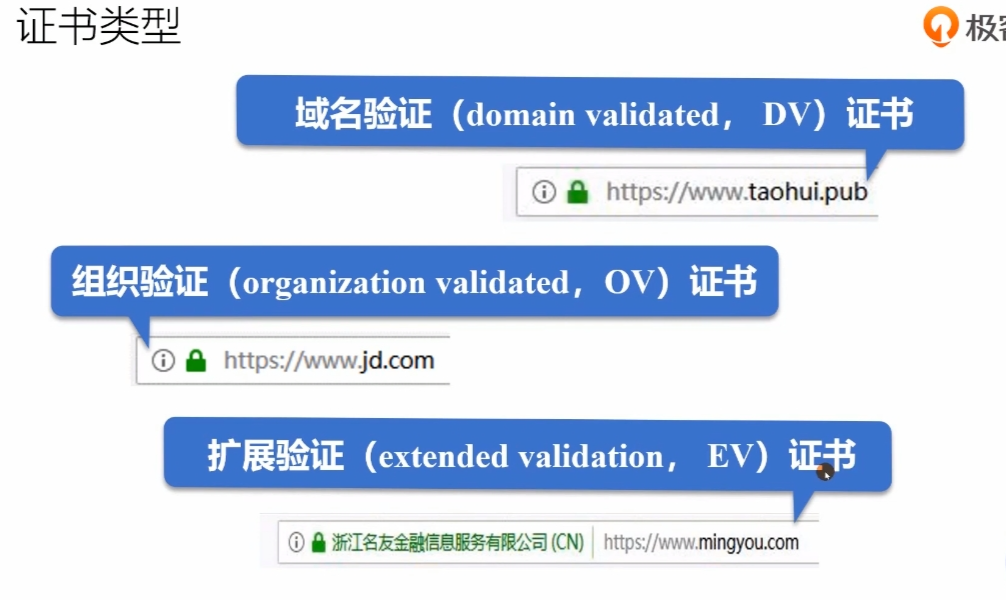 证书类型
极客
域名验证（domain validated， DV）证书
https://www.taohui.pub
组织验证（organization validated，OV）证书
https://www.jd.com
扩展验证（extended validation， EV）证书
浙江名友金融信息服务有限公司 (CN) https://www.mingyou.com